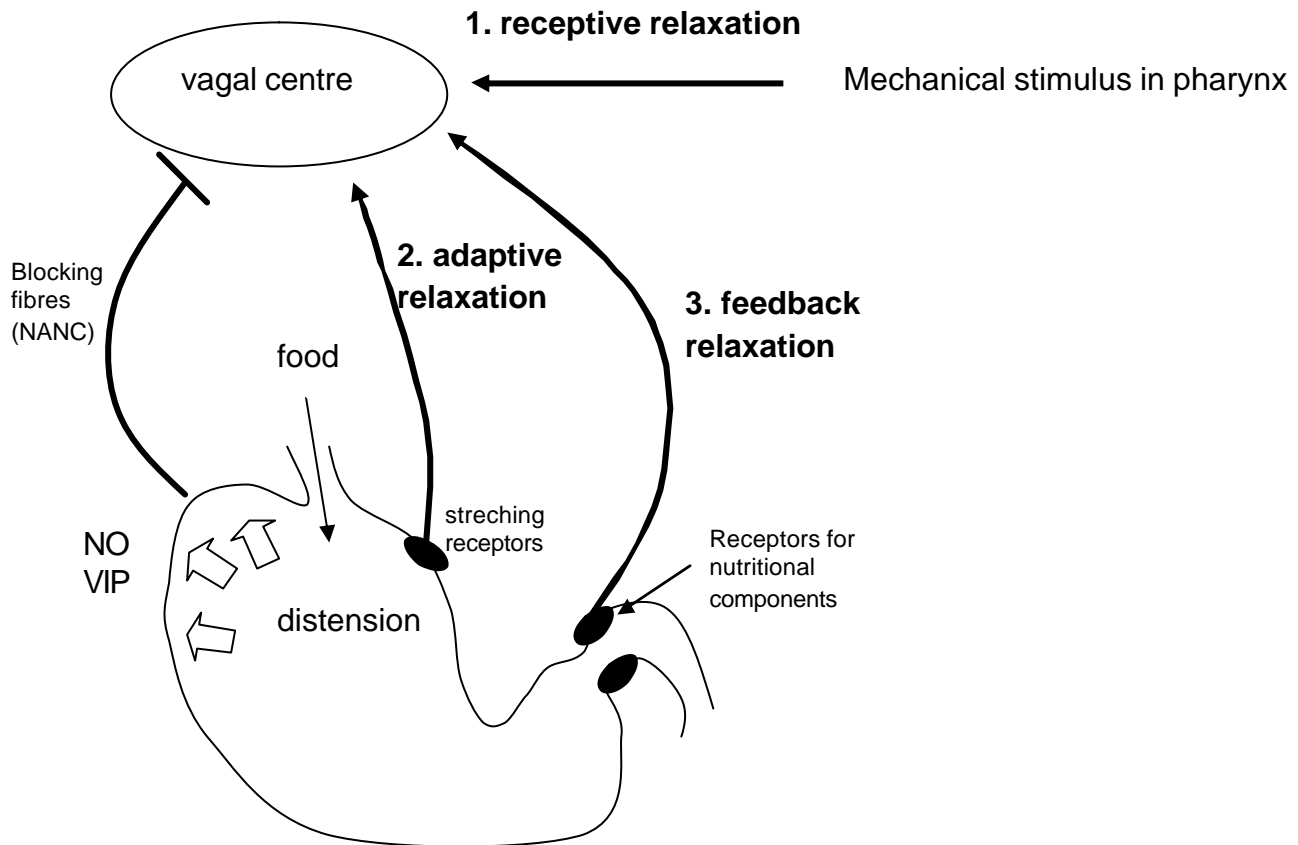 1. receptive relaxation
vagal centre
Mechanical stimulus in pharynx
2. adaptive
relaxation
Blocking
fibres
(NANC)
3. feedback
relaxation
food
streching
receptors
NO
VIP
Receptors for
nutritional
components
distension